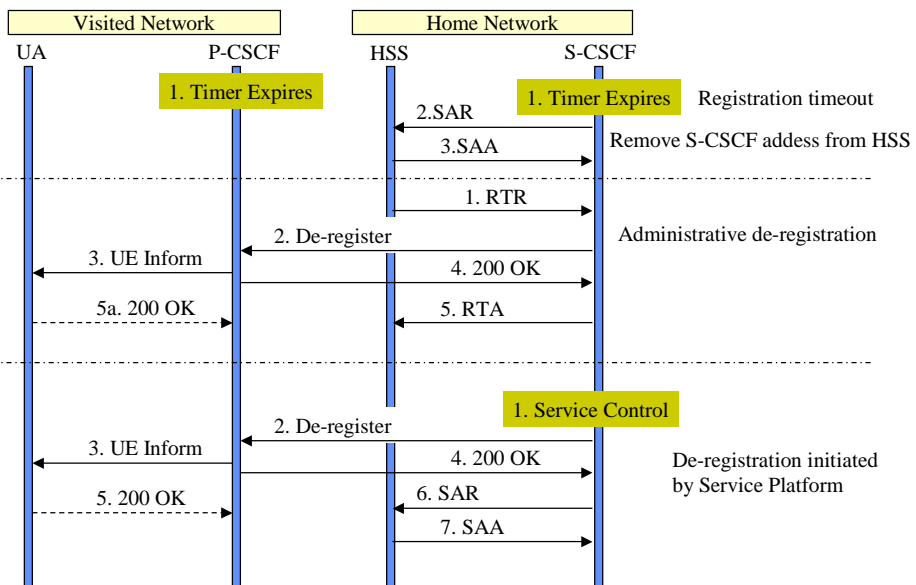 Visited Network
Home Network
UA
P-CSCF
HSS
S-CSCF
1. Timer Expires
1. Timer Expires
Registration timeout
2.SAR
Remove S-CSCF addess from HSS
3.SAA
1. RTR
2. De-register
Administrative de-registration
3. UE Inform
4. 200 OK
5a. 200 OK
5. RTA
1. Service Control
2. De-register
3. UE Inform
4. 200 OK
De-registration initiated
by Service Platform
5. 200 OK
6. SAR
7. SAA